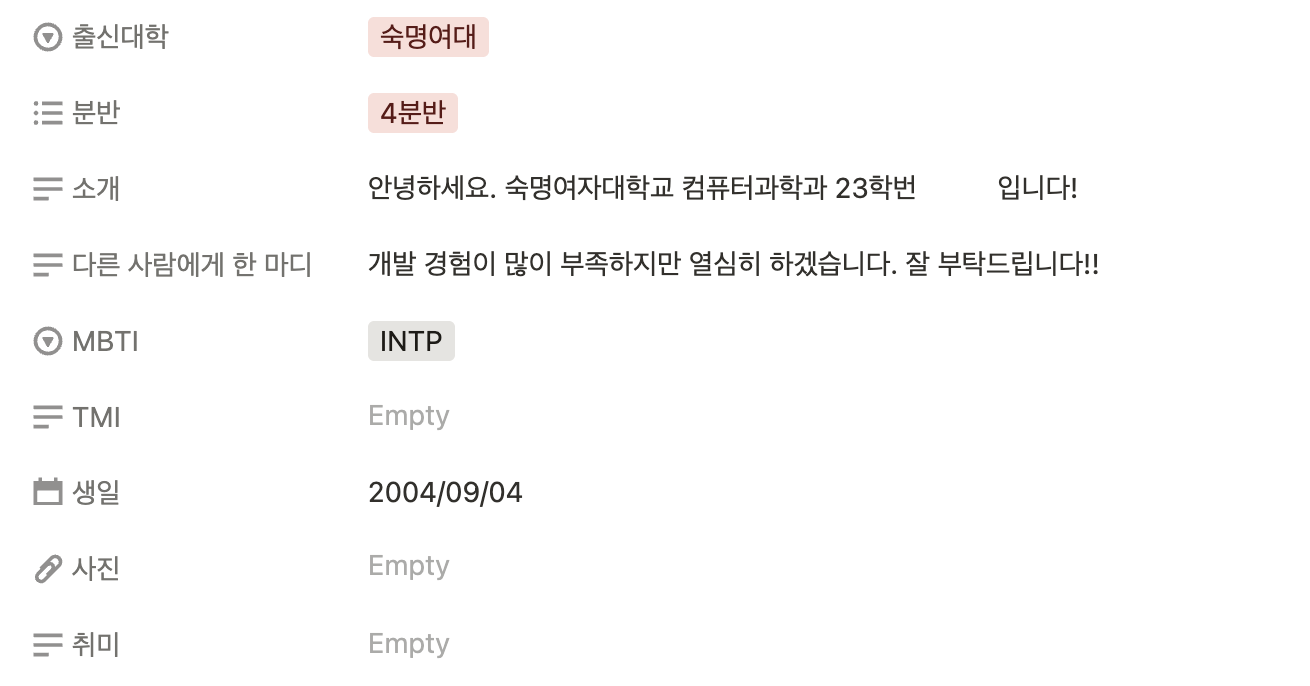 출신대학 숙명여대
분반 4분반
소개 안녕하세요. 숙명여자대학교 컴퓨터과학과 23학번 입니다!
다른 사람에게 한 마디 개발 경험이 많이 부족하지만 열심히 하겠습니다. 잘 부탁드립니다!!
MBTI INTP
TMI Empty
생일 2004/09/04
사진 Empty
취미 Empty